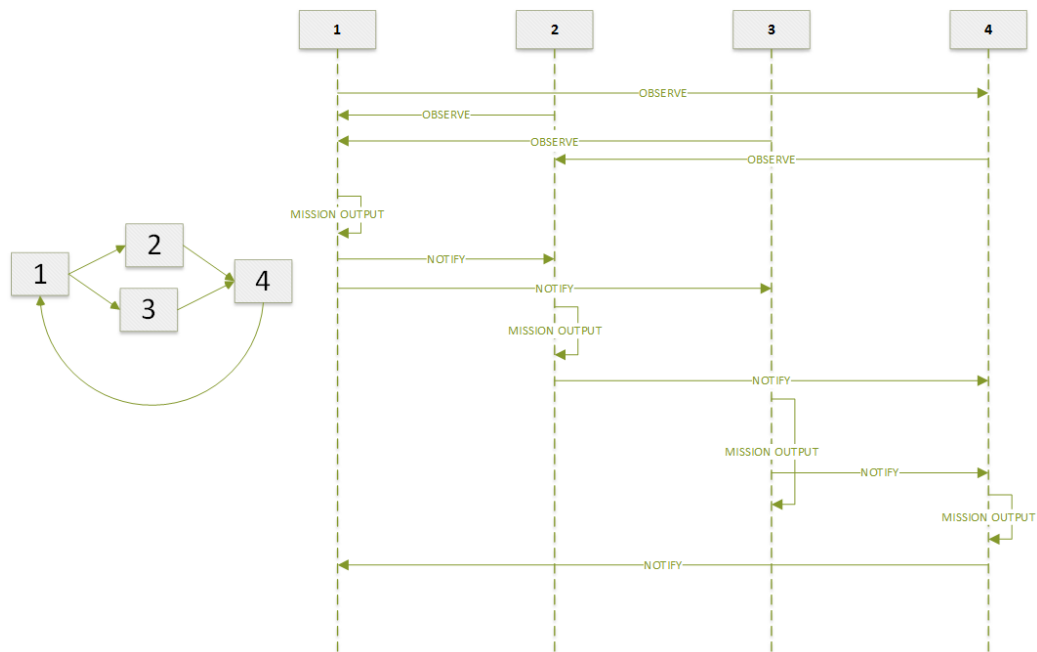 1
2
3
4
OBSERVE
OBSERVE
OBSERVE
OBSERVE
MISSION OUTPUT
2
1
4
3
NOTIFY
NOTIFY
MISSION OUTPUT
NOTIFY
MISSION OUTPUT
NOTIFY
MISSION OUTPUT
NOTIFY